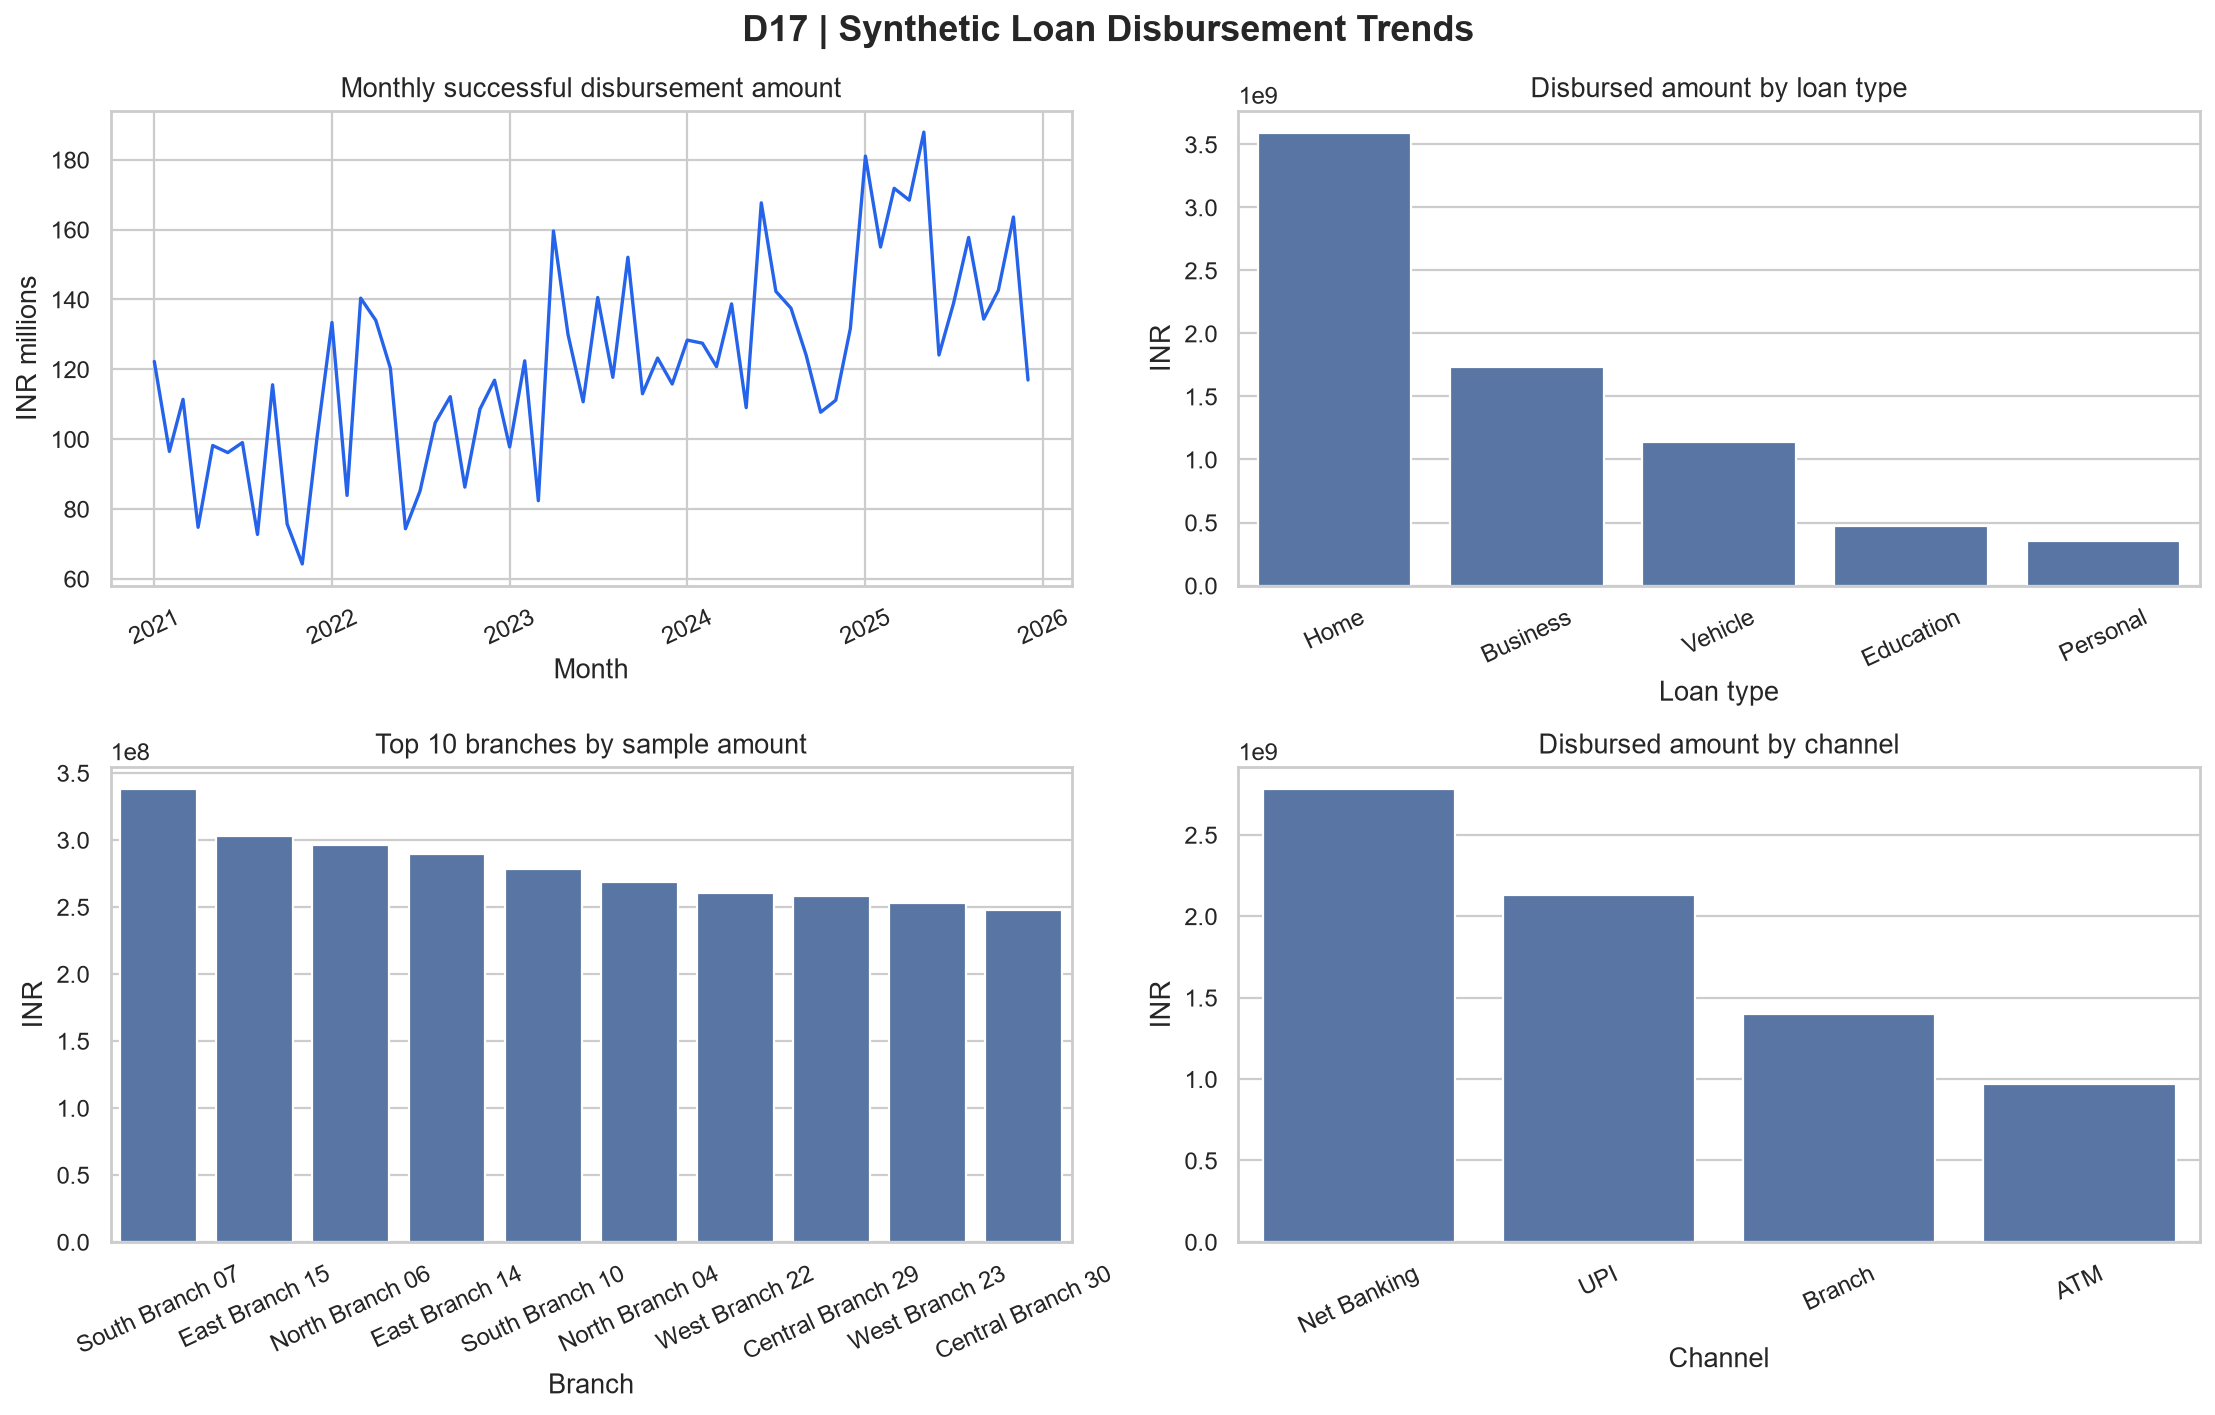 D17 | Synthetic Loan Disbursement Trends
Monthly successful disbursement amount
INR millions
180
160
140
120
100
80
60
2021
2022
2023
2024
2025
2026
Month
Disbursed amount by loan type
1e9
INR
3.5
3.0
2.5
2.0
1.5
1.0
0.5
0.0
Home
Business
Vehicle
Education
Personal
Loan type
Top 10 branches by sample amount
1e8
INR
3.5
3.0
2.5
2.0
1.5
1.0
0.5
0.0
South Branch 07
East Branch 15
North Branch 06
East Branch 14
South Branch 10
North Branch 04
West Branch 22
Central Branch 29
West Branch 23
Central Branch 30
Branch
Disbursed amount by channel
1e9
INR
2.5
2.0
1.5
1.0
0.5
0.0
Net Banking
UPI
Branch
ATM
Channel